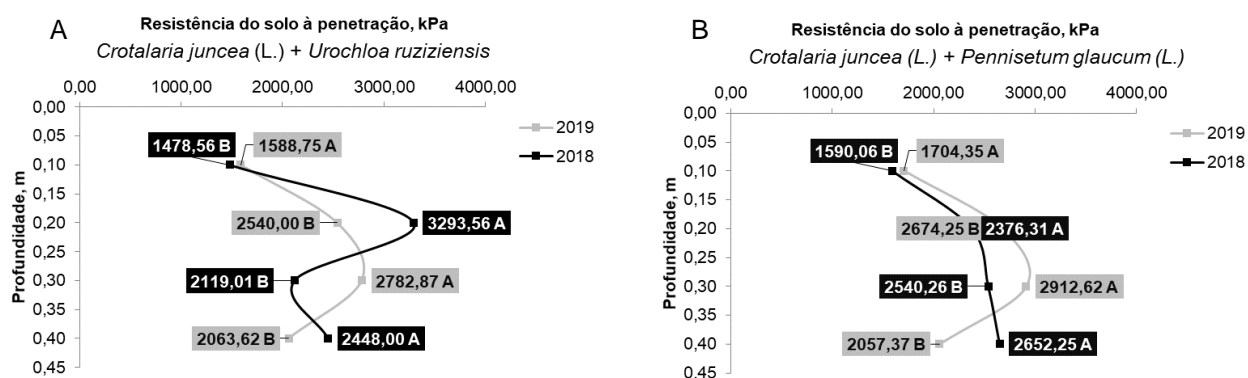 A
Resistência do solo à penetração, kPa
Crotalaria juncea (L.) + Urochloa ruziziensis
0,00 1000,00 2000,00 3000,00 4000,00
0,00
0,05
0,10
0,15
0,20
0,25
0,30
0,35
0,40
0,45
Profundidade, m
1478,56 B
1588,75 A
2540,00 B
3293,56 A
2119,01 B
2782,87 A
2063,62 B
2448,00 A
2019
2018
B
Resistência do solo à penetração, kPa
Crotalaria juncea (L.) + Pennisetum glaucum (L.)
0,00 1000,00 2000,00 3000,00 4000,00
0,00
0,05
0,10
0,15
0,20
0,25
0,30
0,35
0,40
0,45
Profundidade, m
1590,06 B
1704,35 A
2674,25 B
2376,31 A
2540,26 B
2912,62 A
2057,37 B
2652,25 A
2019
2018